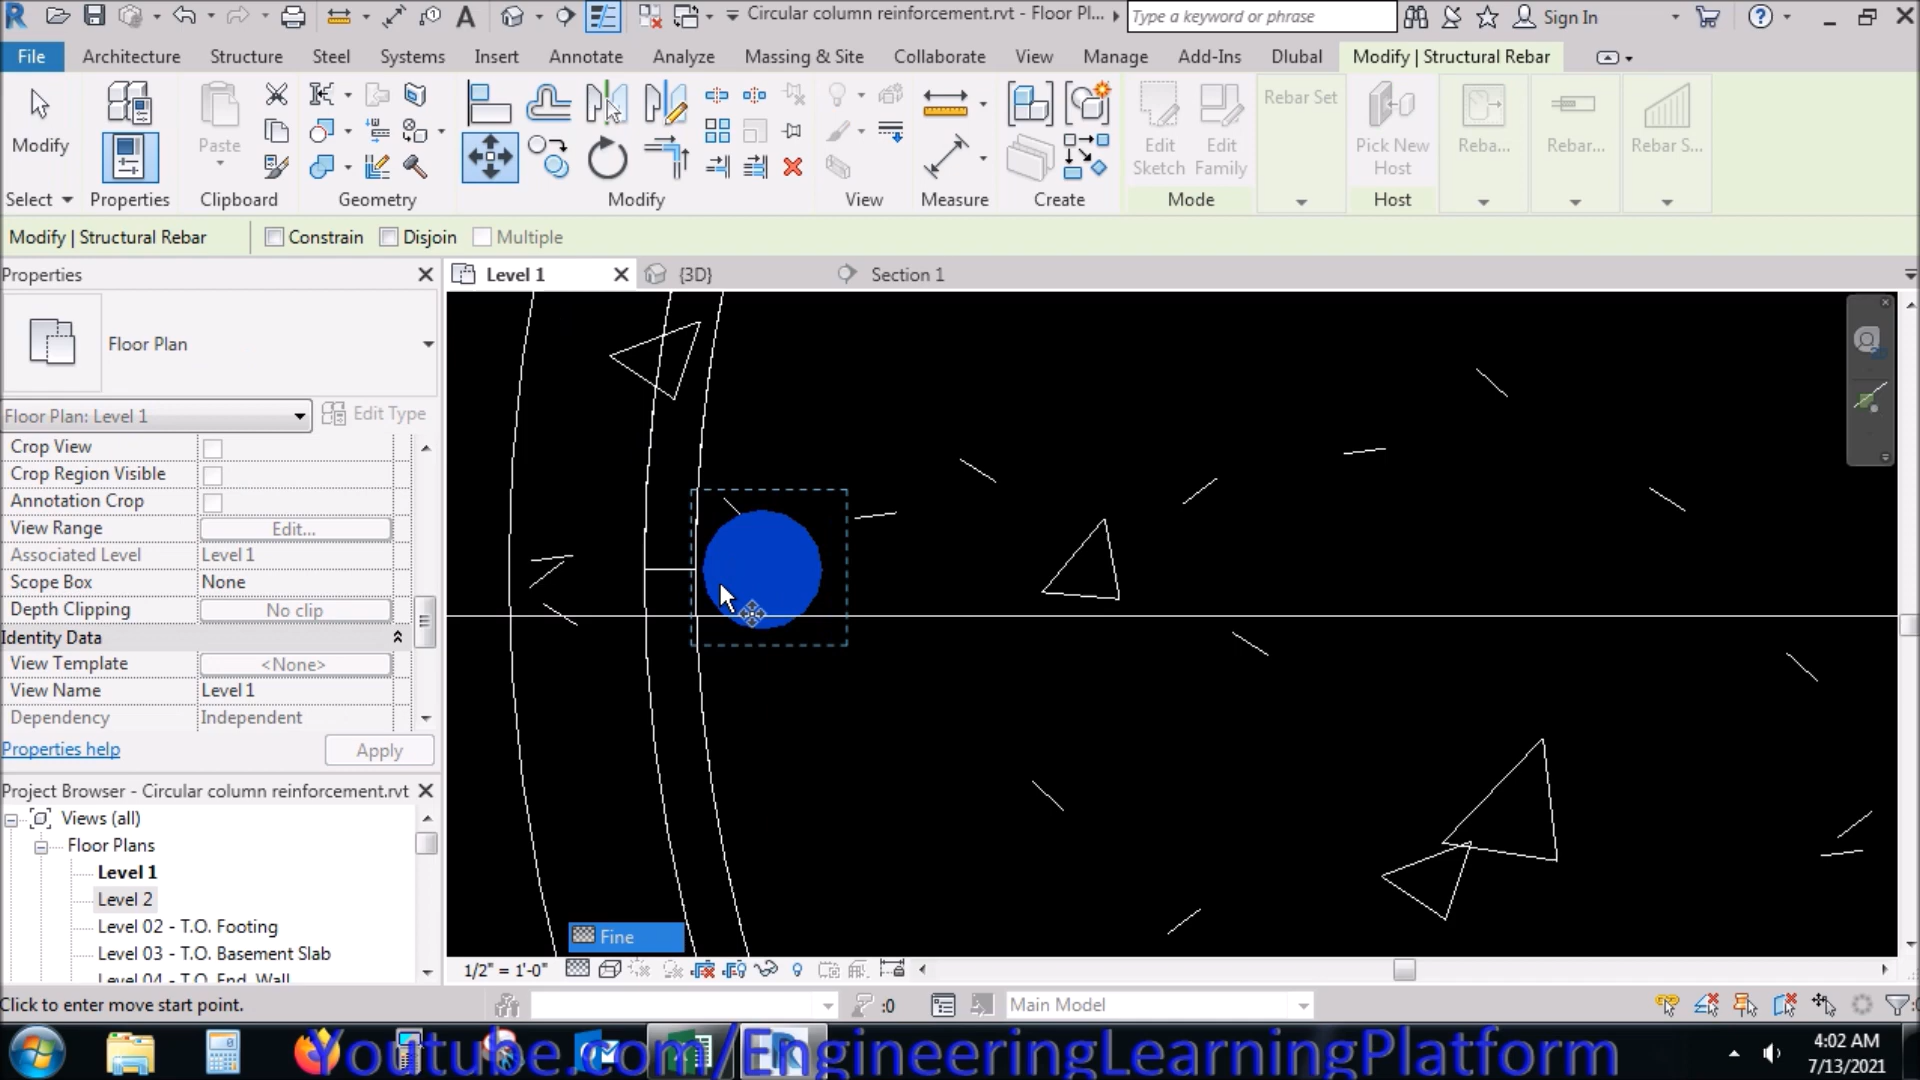 Circular column reinforcement.rvt - Floor Pl...
Type a keyword or phrase
Sign In
File Architecture Structure Steel Systems Insert Annotate Analyze Massing & Site Collaborate View Manage Add-Ins Dlubal Modify | Structural Rebar
Modify
Paste
Edit Sketch
Edit Family
Rebar Set
Pick New Host
Reba...
Rebar...
Rebar S...
Select Properties Clipboard Geometry Modify View Measure Create Mode Host
Modify | Structural Rebar Constrain Disjoin Multiple
Properties
Level 1 {3D} Section 1
Floor Plan
Floor Plan: Level 1 Edit Type
Crop View
Crop Region Visible
Annotation Crop
View Range Edit...
Associated Level Level 1
Scope Box None
Depth Clipping No clip
Identity Data
View Template <None>
View Name Level 1
Dependency Independent
Properties help Apply
Project Browser - Circular column reinforcement.rvt
Views (all)
Floor Plans
Level 1
Level 2
Level 02 - T.O. Footing
Level 03 - T.O. Basement Slab
Level 04 - T.O. End. Wall
Fine
1/2" = 1'-0"
Click to enter move start point.
:0
Main Model
:0
Youtube.com/EngineeringLearningPlatform
4:02 AM
7/13/2021